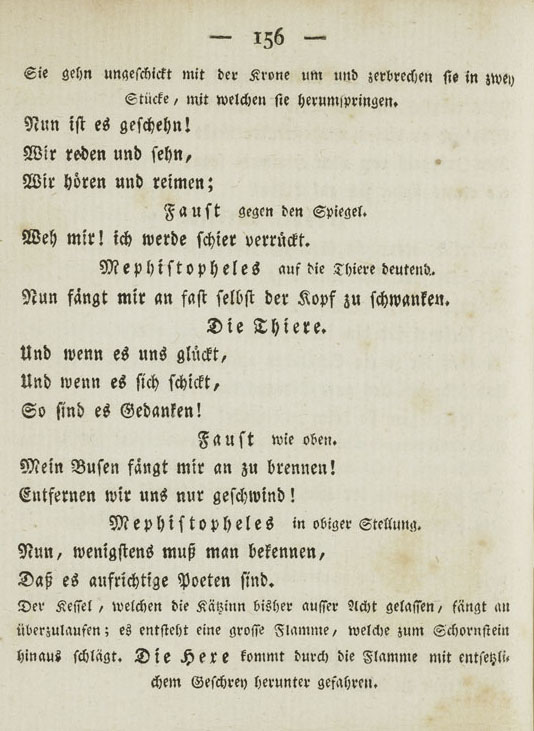 — 156 —
Sie gehn ungeschickt mit der Krone um und zerbrechen sie in zwey
Stücke, mit welchen sie herumspringen.
Nun ist es geschehn!
Wir reden und sehn,
Wir hören und reimen;
Faust gegen den Spiegel.
Weh mir! ich werde schier verrückt.
Mephistopheles auf die Thiere deutend.
Nun fängt mir an fast selbst der Kopf zu schwanken.
Die Thiere.
Und wenn es uns glückt,
Und wenn es sich schickt,
So sind es Gedanken!
Faust wie oben.
Mein Busen fängt mir an zu brennen!
Entfernen wir uns nur geschwind!
Mephistopheles in obiger Stellung.
Nun, wenigstens muß man bekennen,
Daß es aufrichtige Poeten sind.
Der Kessel, welchen die Kätzinn bisher ausser Acht gelassen, fängt an
überzulaufen; es entsteht eine grosse Flamme, welche zum Schornstein
hinaus schlägt. Die Hexe kommt durch die Flamme mit entsetzli-
chem Geschrey herunter gefahren.